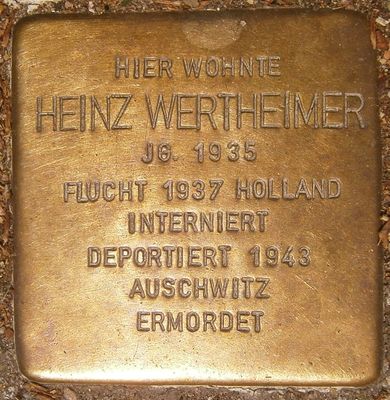 HIER WOHNTE
HEINZ WERTHEIMER
JG. 1935
FLUCHT 1937 HOLLAND
INTERNIERT
DEPORTIERT 1943
AUSCHWITZ
ERMORDET